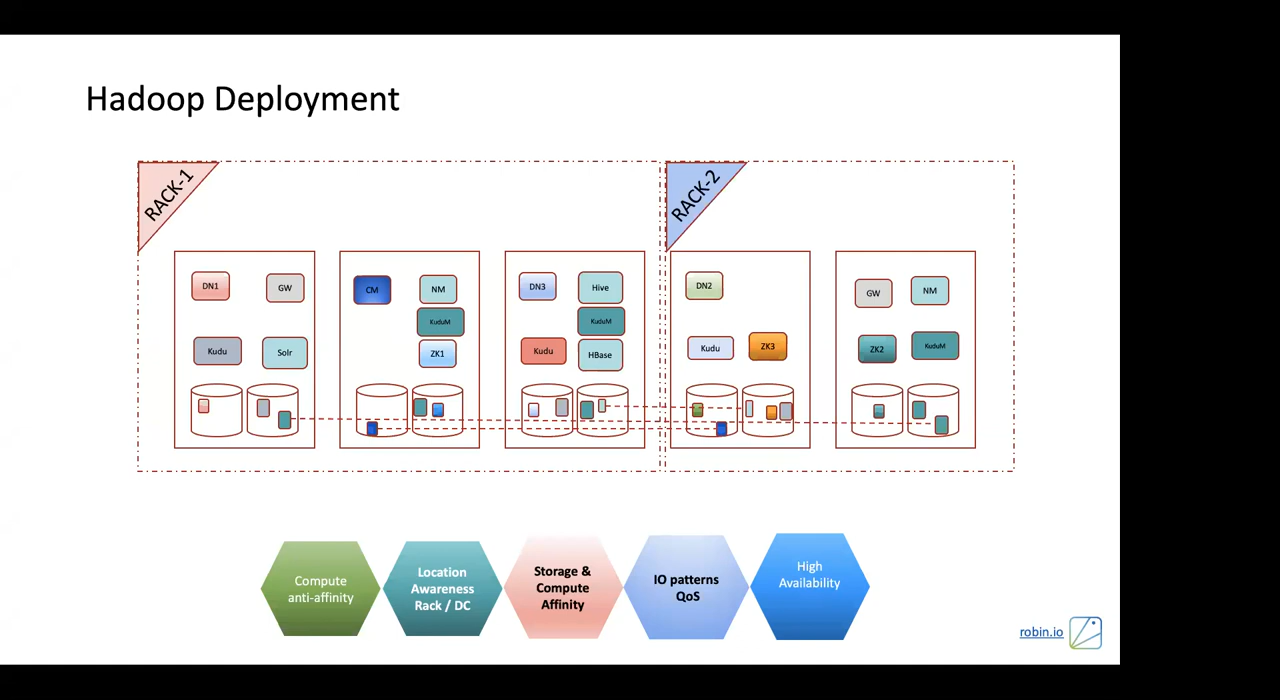 Hadoop Deployment
RACK-1
RACK-2
DN1
GW
Kudu
Solr
CM
NM
KuduM
ZK1
DN3
Hive
KuduM
Kudu
HBase
DN2
Kudu
ZK3
GW
NM
ZK2
KuduM
Compute
anti-affinity
Location
Awareness
Rack / DC
Storage &
Compute
Affinity
IO patterns
QoS
High
Availability
robin.io